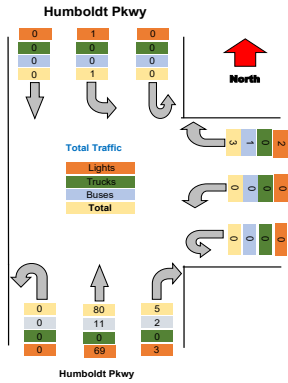 Humboldt Pkwy
0 1 0
0 0 0
0 0 0
0 1 0
North
3 1 0 2
Total Traffic
Lights
Trucks
Buses
Total
0 0 0 0
0 0 0 0
0 80 5
0 11 2
0 0 0
0 69 3
Humboldt Pkwy